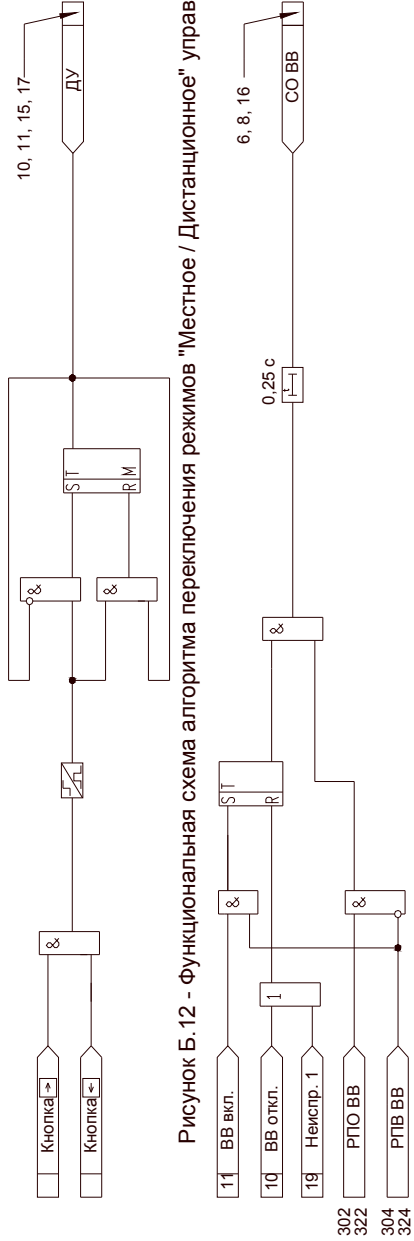 Кнопка →
Кнопка ←
&
&
&
S T
R M
ДУ
10, 11, 15, 17
Рисунок Б.12 - Функциональная схема алгоритма переключения режимов "Местное / Дистанционное" управ
11 ВВ вкл.
10 ВВ откл.
19 Неиспр. 1
302
322
РПО ВВ
304
324
РПВ ВВ
1
&
&
S T
R
&
0,25 с
t
СО ВВ
6, 8, 16